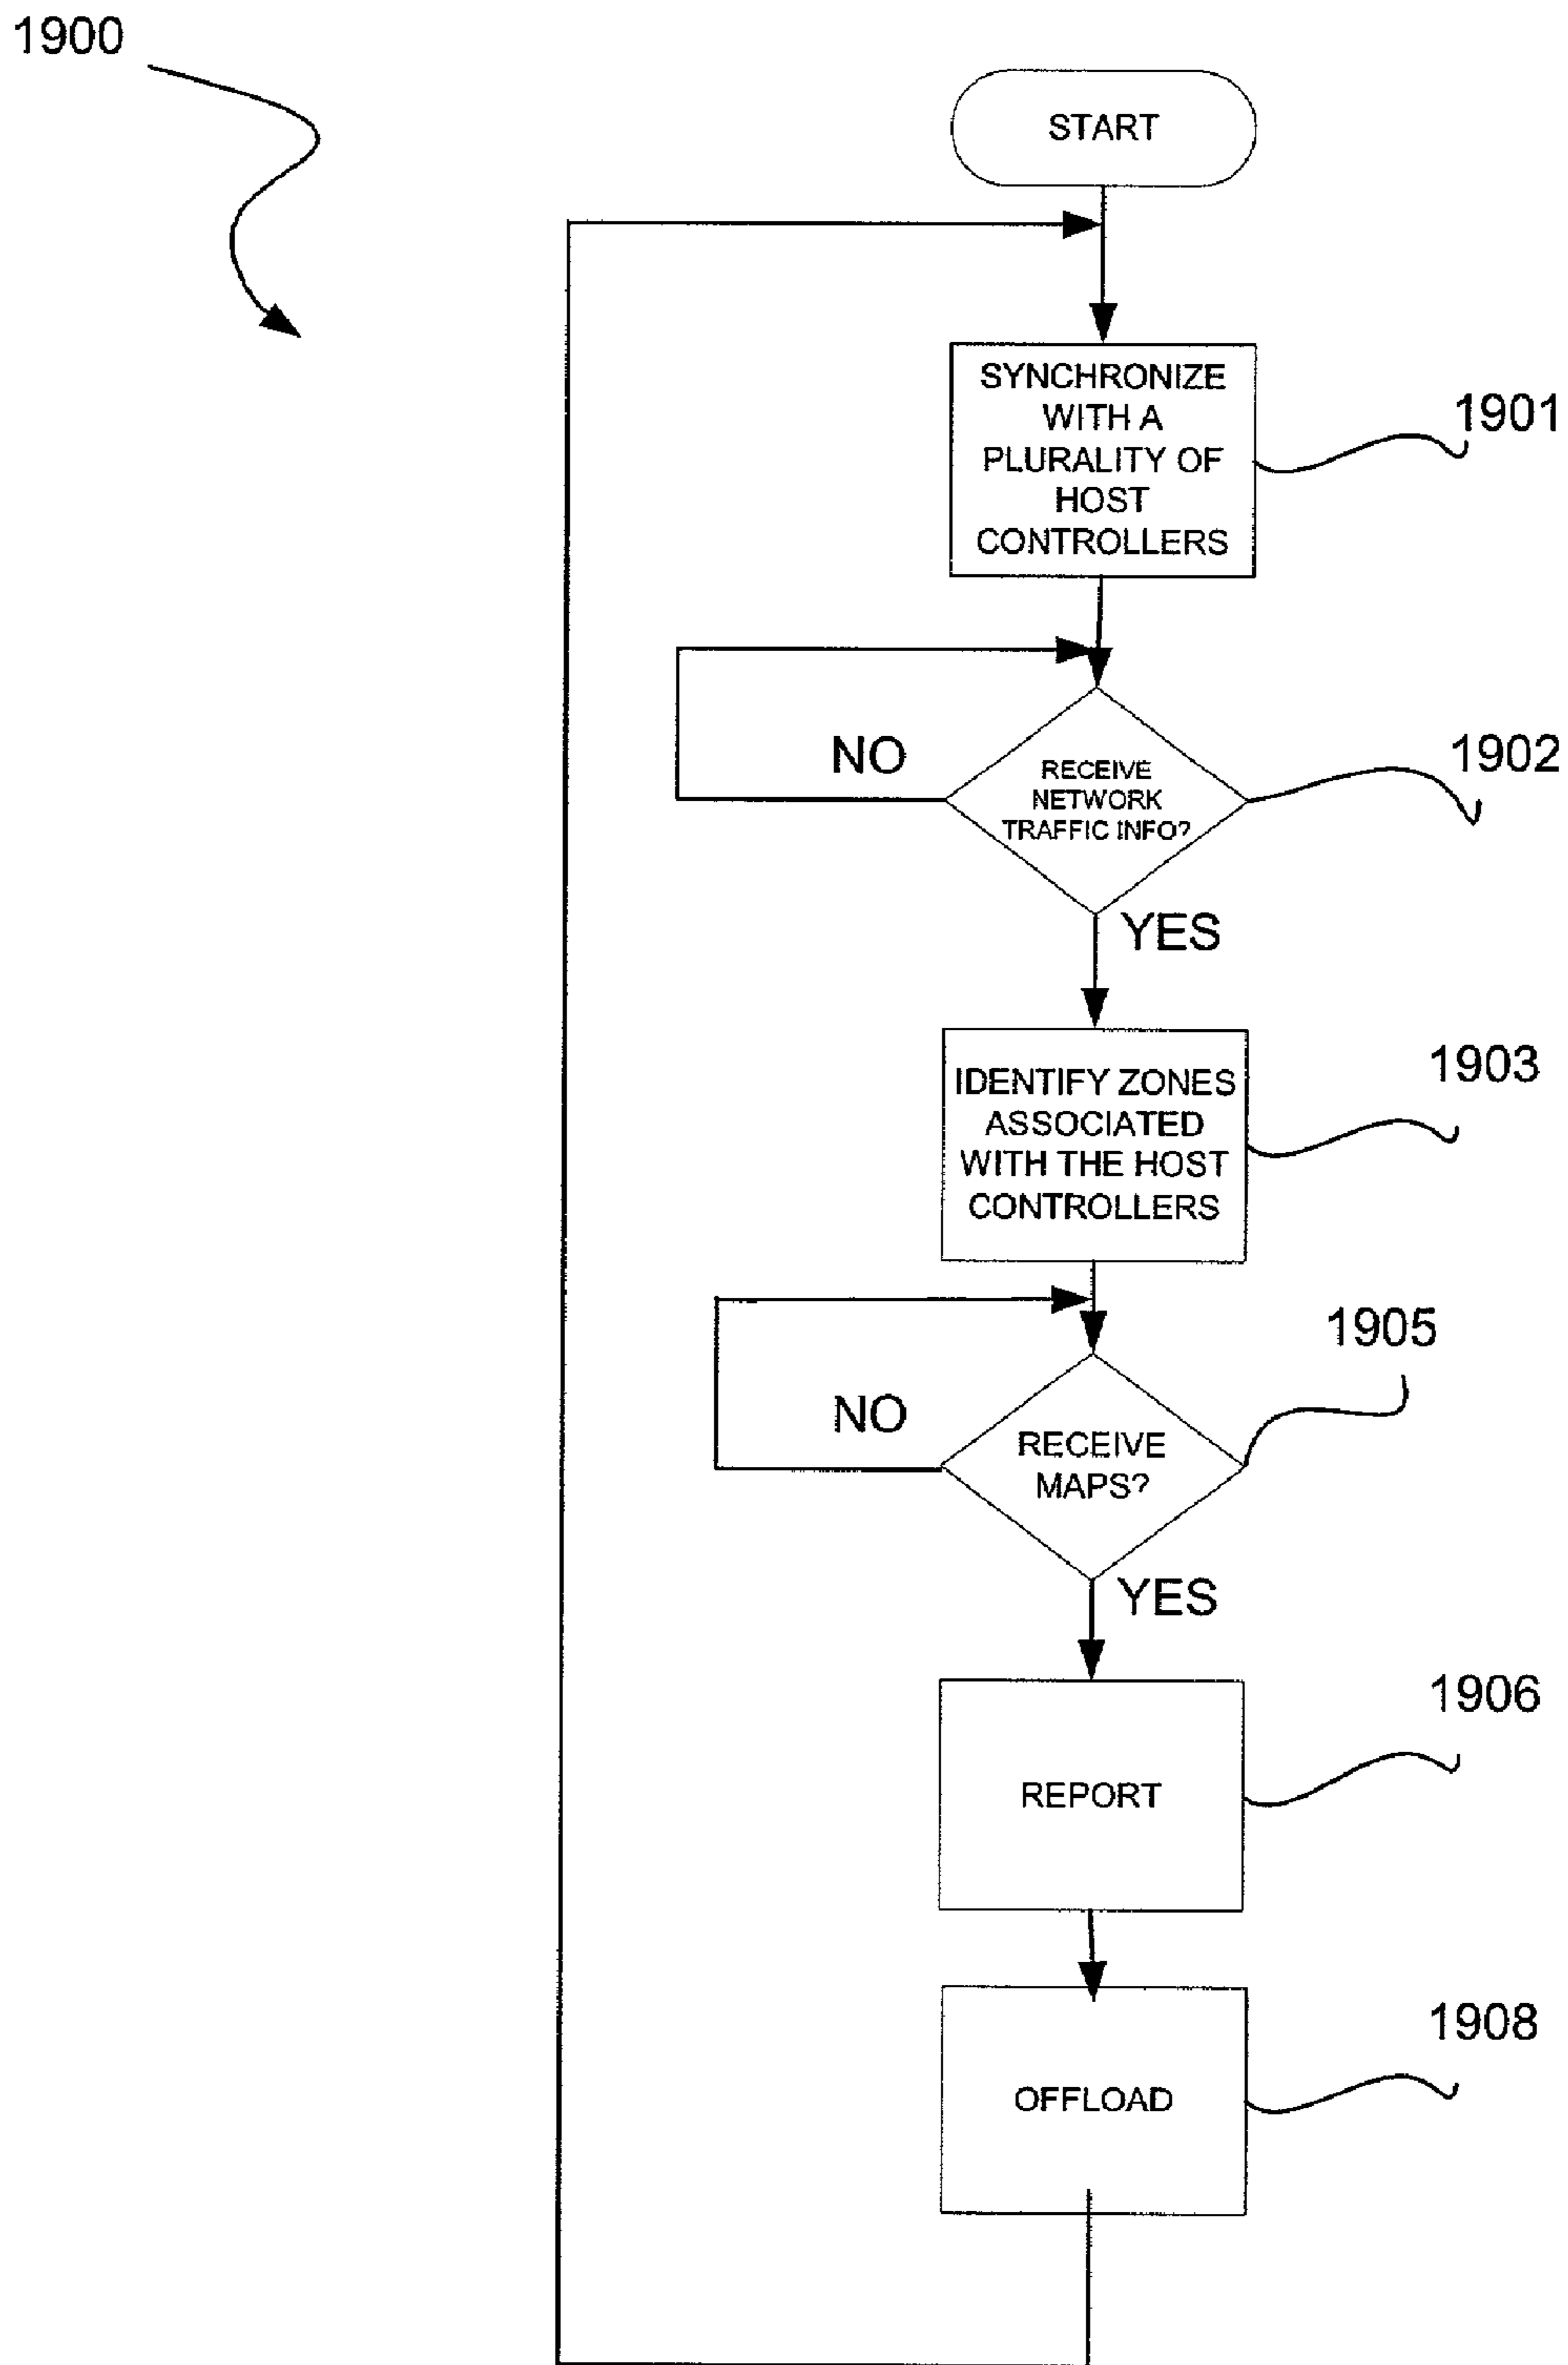 1900
START
SYNCHRONIZE
WITH A
PLURALITY OF
HOST
CONTROLLERS
1901
NO
RECEIVE
NETWORK
TRAFFIC INFO?
1902
YES
IDENTIFY ZONES
ASSOCIATED
WITH THE HOST
CONTROLLERS
1903
NO
RECEIVE
MAPS?
1905
YES
REPORT
1906
OFFLOAD
1908